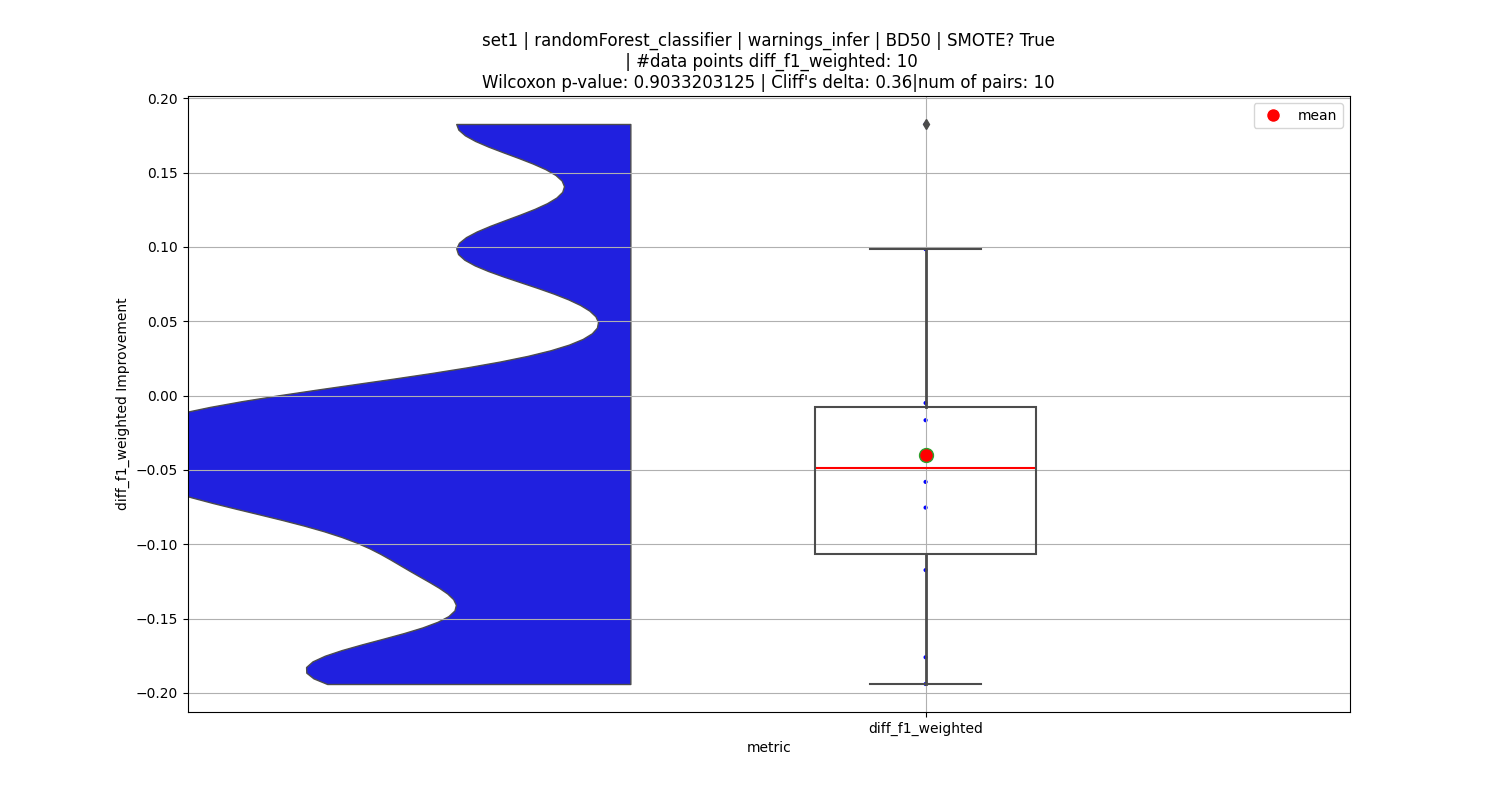 set1 | randomForest_classifier | warnings_infer | BD50 | SMOTE? True
| #data points diff_f1_weighted: 10
Wilcoxon p-value: 0.9033203125 | Cliff's delta: 0.36|num of pairs: 10
mean
0.20
0.15
0.10
0.05
0.00
−0.05
−0.10
−0.15
−0.20
diff_f1_weighted Improvement
diff_f1_weighted
metric